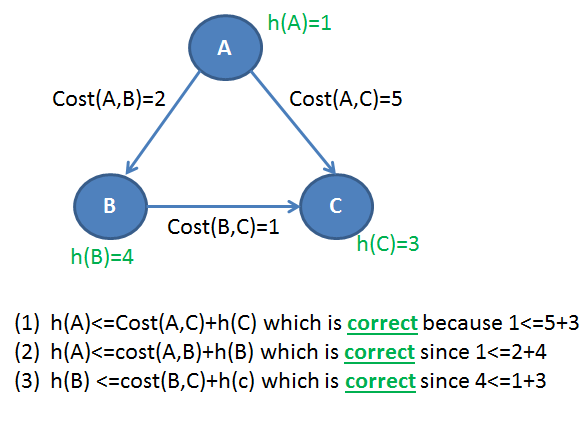 h(A)=1
A
Cost(A,B)=2
Cost(A,C)=5
B
C
Cost(B,C)=1
h(B)=4
h(C)=3
(1) h(A)<=Cost(A,C)+h(C) which is correct because 1<=5+3
(2) h(A)<=cost(A,B)+h(B) which is correct since 1<=2+4
(3) h(B) <=cost(B,C)+h(c) which is correct since 4<=1+3